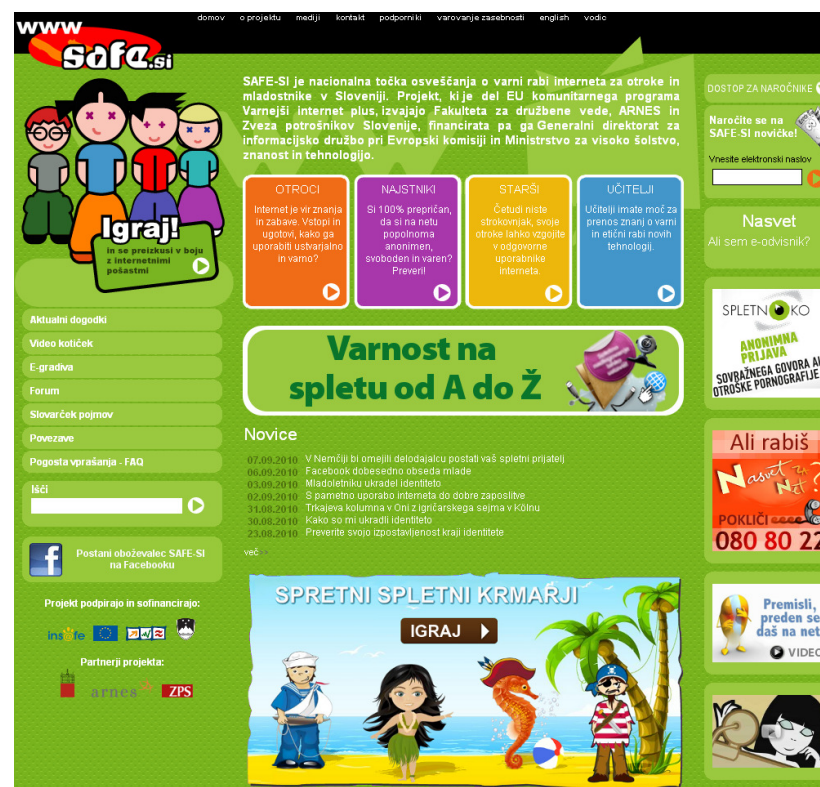 domov o projektu mediji kontakt podporniki varovanje zasebnosti english vodic
www
safe.si
SAFE-SI je nacionalna točka osveščanja o varni rabi interneta za otroke in
mladostnike v Sloveniji. Projekt, ki je del EU komunitarnega programa
Varnejši internet plus, izvajajo Fakulteta za družbene vede, ARNES in
Zveza potrošnikov Slovenije, financirata pa ga Generalni direktorat za
informacijsko družbo pri Evropski komisiji in Ministrstvo za visoko šolstvo,
znanost in tehnologijo.
DOSTOP ZA NAROČNIKE
Naročite se na
SAFE-SI novičke!
Vnesite elektronski naslov
Igraj!
in se preizkusi v boju
z internetnimi
pošastmi
OTROCI
Internet je vir znanja
in zabave. Vstopi in
ugotovi, kako ga
uporabiti ustvarjalno
in varno?
NAJSTNIKI
Si 100% prepričan,
da si na netu
popolnoma
anonimen,
svoboden in varen?
Preveri!
STARŠI
Četudi niste
strokovnjak, svoje
otroke lahko vzgojite
v odgovorne
uporabnike
interneta.
UČITELJI
Učitelji imate moč za
prenos znanj o varni
in etični rabi novih
tehnologij.
Nasvet
Ali sem e-odvisnik?
Aktualni dogodki
Video kotiček
E-gradiva
Forum
Slovarček pojmov
Povezave
Pogosta vprašanja - FAQ
Išči
Varnost na
spletu od A do Ž
SPLETNO OKO
ANONIMNA
PRIJAVA
SOVRAŽNEGA GOVORA ALI
OTROŠKE PORNOGRAFIJE
Novice
07.09.2010 V Nemčiji bi omejili delodajalcu postati vaš spletni prijatelj
06.09.2010 Facebook dobesedno obseda mlade
03.09.2010 Mladoletniku ukradel identiteto
02.09.2010 S pametno uporabo interneta do dobre zaposlitve
31.08.2010 Trkajeva kolumna v Oni z igričarskega sejma v Kölnu
30.08.2010 Kako so mi ukradli identiteto
23.08.2010 Preverite svojo izpostavljenost kraji identitete
več
Ali rabiš
Nasvet za
Net?
POKLIČI
080 80 22
Postani oboževalec SAFE-SI
na Facebooku
Projekt podpirajo in sofinancirajo:
insafe
Partnerji projekta:
arnes ZPS
SPRETNI SPLETNI KRMARJI
IGRAJ
Premisli,
preden se
daš na net
VIDEO